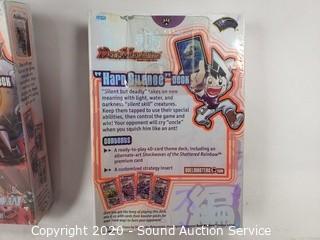 Duel Masters
"Hard Bounce" DECK
"Silent but deadly" takes on new
meaning with light, water, and
darkness, "silent skill" creatures.
Keep them tapped to use their special
abilities, then control the game and
win! Your opponent will cry "uncle"
when you squish him like an ant!
CONTENTS
A ready-to-play 40-card theme deck, including an
alternate-art Shockwaves of the Shattered Rainbow™
premium card
A customized strategy insert
DUELMASTERS.COM
Copyright 2020 - Sound Auction Service